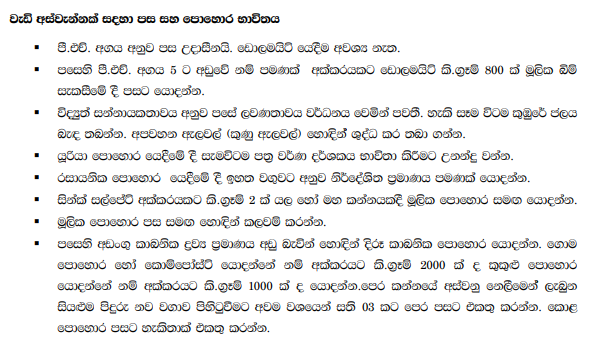 වැඩි අස්වැන්නක් සඳහා පස සහ පොහොර භාවිතය
▪ පී.එච්. අගය අනුව පස උදාසීනයි. ඩොලමයිට් යෙදීම අවශ්‍ය නැත.
▪ පසෙහි පී.එච්. අගය 5 ට අඩුවේ නම් පමණක් අක්කරයකට ඩොලමයිට් කි.ග්‍රෑම් 800 ක් මූලික බිම්
සැකසීමේ දී පසට යොදන්න.
▪ විද්‍යුත් සන්නායකතාවය අනුව පසේ ලවණතාවය වර්ධනය වෙමින් පවතී. හැකි සෑම විටම කුඹුරේ ජලය
බැඳ තබන්න. අපවහන ඇලවල් (කුණු ඇලවල්) හොඳින් ශුද්ධ කර තබා ගන්න.
▪ යූරියා පොහොර යෙදීමේ දී සැමවිටම පත්‍ර වර්ණ දර්ශකය භාවිතා කිරීමට උනන්දු වන්න.
▪ රසායනික පොහොර යෙදීමේ දී ඉහත වගුවට අනුව නිර්දේශිත ප්‍රමාණය පමණක් යොදන්න.
▪ සින්ක් සල්පේට් අක්කරයකට කි.ග්‍රෑම් 2 ක් යල හෝ මහ කන්නයකදී මූලික පොහොර සමඟ යොදන්න.
▪ මූලික පොහොර පස සමඟ හොඳින් කලවම් කරන්න.
▪ පසෙහි අඩංගු කාබනික ද්‍රව්‍ය ප්‍රමාණය අඩු බැවින් හොඳින් දිරූ කාබනික පොහොර යොදන්න. ගොම
පොහොර හෝ කොම්පෝස්ට් යොදන්නේ නම් අක්කරයට කි.ග්‍රෑම් 2000 ක් ද කුකුළු පොහොර
යොදන්නේ නම් අක්කරයට කි.ග්‍රෑම් 1000 ක් ද යොදන්න.පෙර කන්නයේ අස්වනු නෙලීමෙන් ලැබුන
සියළුම පිදුරු නව වගාව පිහිටුවීමට අවම වශයෙන් සති 03 කට පෙර පසට එකතු කරන්න. කොළ
පොහොර පසට හැකිතාක් එකතු කරන්න.